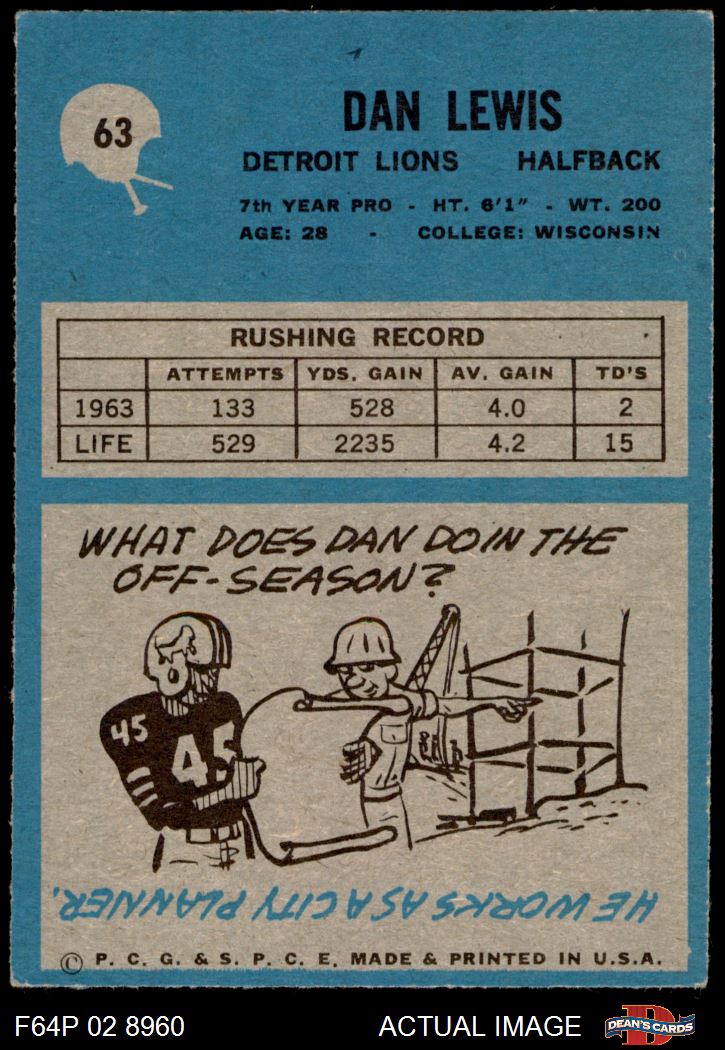 63
DAN LEWIS
DETROIT LIONS HALFBACK
7th YEAR PRO - HT. 6'1" - WT. 200
AGE: 28 - COLLEGE: WISCONSIN
RUSHING RECORD
ATTEMPTS YDS. GAIN AV. GAIN TD'S
1963 133 528 4.0 2
LIFE 529 2235 4.2 15
WHAT DOES DAN DO IN THE
OFF-SEASON?
45
45
HE WORKS AS A CITY PLANNER.
© P. C. G. & S. P. C. E. MADE & PRINTED IN U.S.A.
F64P 02 8960 ACTUAL IMAGE
D
DEAN'S CARDS